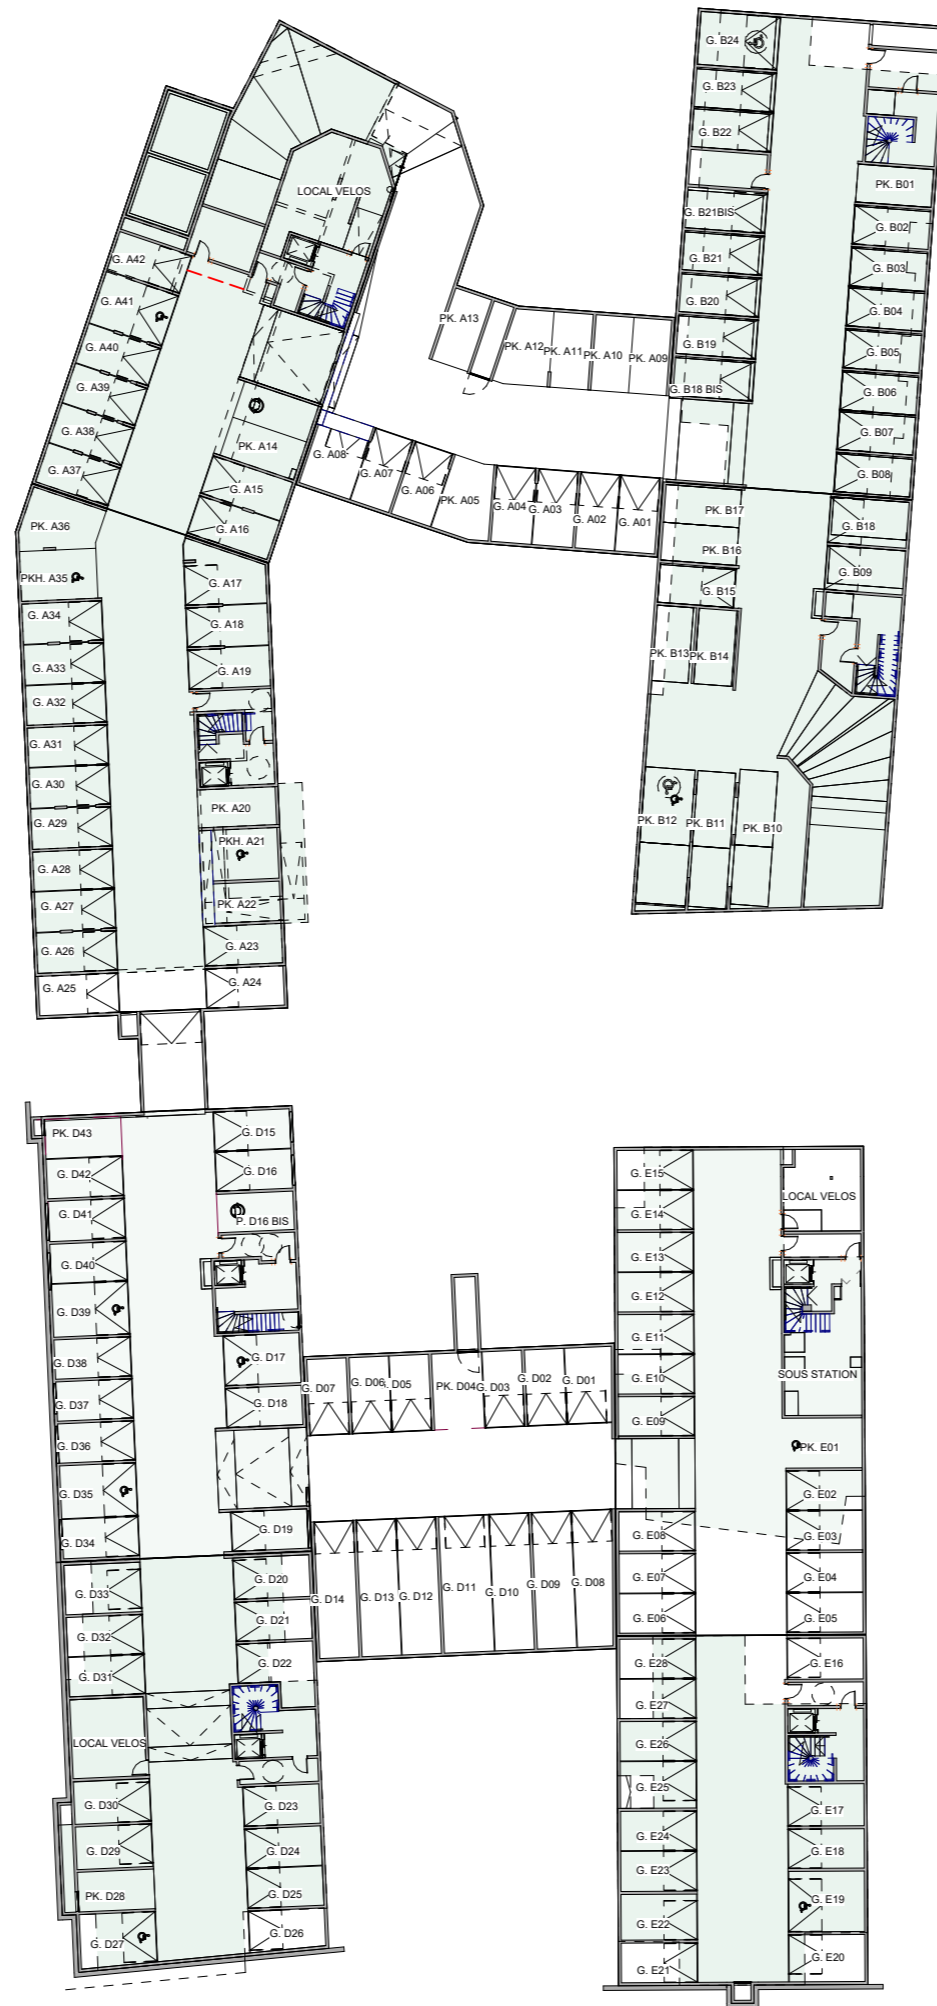 G. B24
G. B23
G. B22
G. B21BIS
G. B21
G. B20
G. B19
G. B18 BIS
PK. B01
G. B02
G. B03
G. B04
G. B05
G. B06
G. B07
G. B08
PK. B17
PK. B16
G. B15
PK. B13
PK. B14
G. B18
G. B09
PK. B12
PK. B11
PK. B10
LOCAL VELOS
G. A42
G. A41
G. A40
G. A39
G. A38
G. A37
PK. A13
PK. A12
PK. A11
PK. A10
PK. A09
PK. A14
G. A15
G. A16
G. A08
G. A07
G. A06
PK. A05
G. A04
G. A03
G. A02
G. A01
PK. A36
PKH. A35
G. A34
G. A33
G. A32
G. A31
G. A30
G. A29
G. A28
G. A27
G. A26
G. A25
G. A17
G. A18
G. A19
PK. A20
PKH. A21
PK. A22
G. A23
G. A24
PK. D43
G. D42
G. D41
G. D40
G. D39
G. D38
G. D37
G. D36
G. D35
G. D34
G. D33
G. D32
G. D31
LOCAL VELOS
G. D30
G. D29
PK. D28
G. D27
G. D15
G. D16
P. D16 BIS
G. D17
G. D18
G. D19
G. D20
G. D21
G. D22
G. D23
G. D24
G. D25
G. D26
G. D07
G. D06
G. D05
PK. D04
G. D03
G. D02
G. D01
G. D14
G. D13
G. D12
G. D11
G. D10
G. D09
G. D08
G. E15
G. E14
G. E13
G. E12
G. E11
G. E10
G. E09
G. E08
G. E07
G. E06
G. E28
G. E27
G. E26
G. E25
G. E24
G. E23
G. E22
G. E21
LOCAL VELOS
SOUS STATION
PK. E01
G. E02
G. E03
G. E04
G. E05
G. E16
G. E17
G. E18
G. E19
G. E20